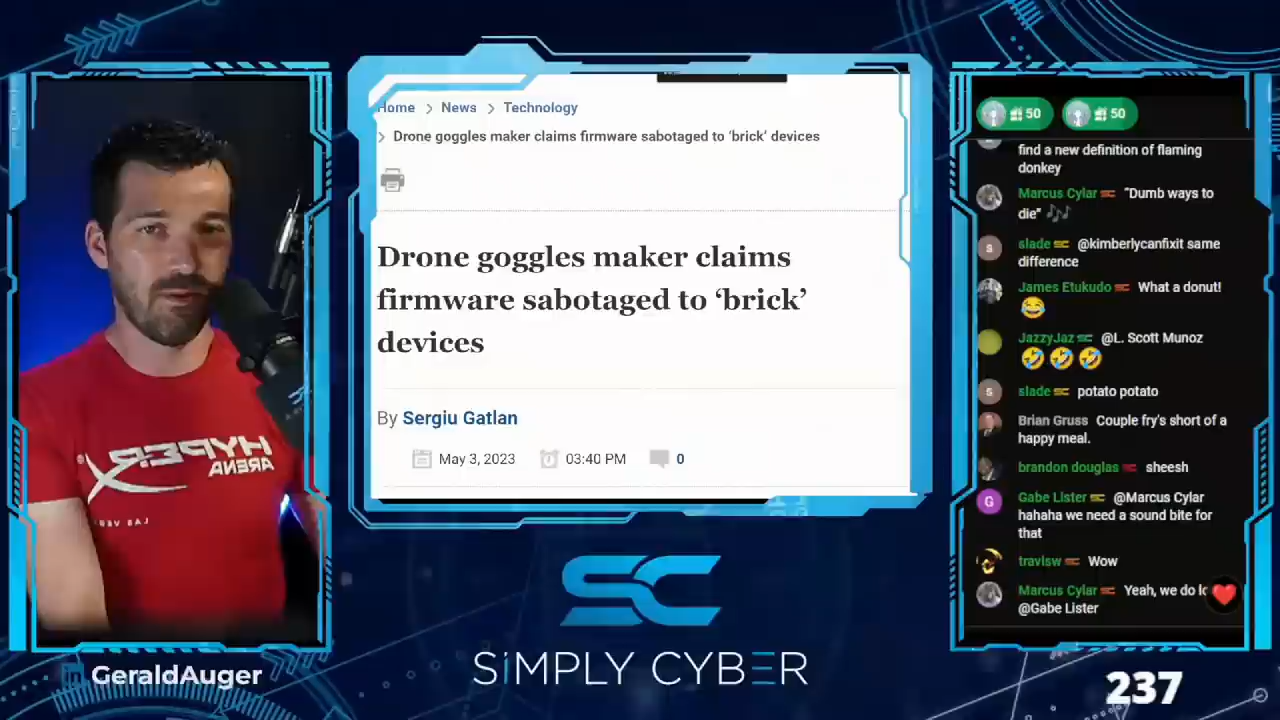 Home > News > Technology
> Drone goggles maker claims firmware sabotaged to ‘brick’ devices
Drone goggles maker claims
firmware sabotaged to ‘brick’
devices
By Sergiu Gatlan
May 3, 2023 03:40 PM 0
HYPER
ARENA
LAS VE
GeraldAuger
SC
SiMPLY CYBER
50 50
find a new definition of flaming
donkey
Marcus Cylar “Dumb ways to
die” 🎶
slade @kimberlycanfixit same
difference
James Etukudo What a donut!
😂
JazzyJaz @L. Scott Munoz
🤣🤣🤣
slade potato potato
Brian Gruss Couple fry's short of a
happy meal.
brandon douglas sheesh
G Gabe Lister @Marcus Cylar
hahaha we need a sound bite for
that
travisw Wow
Marcus Cylar Yeah, we do
@Gabe Lister
237